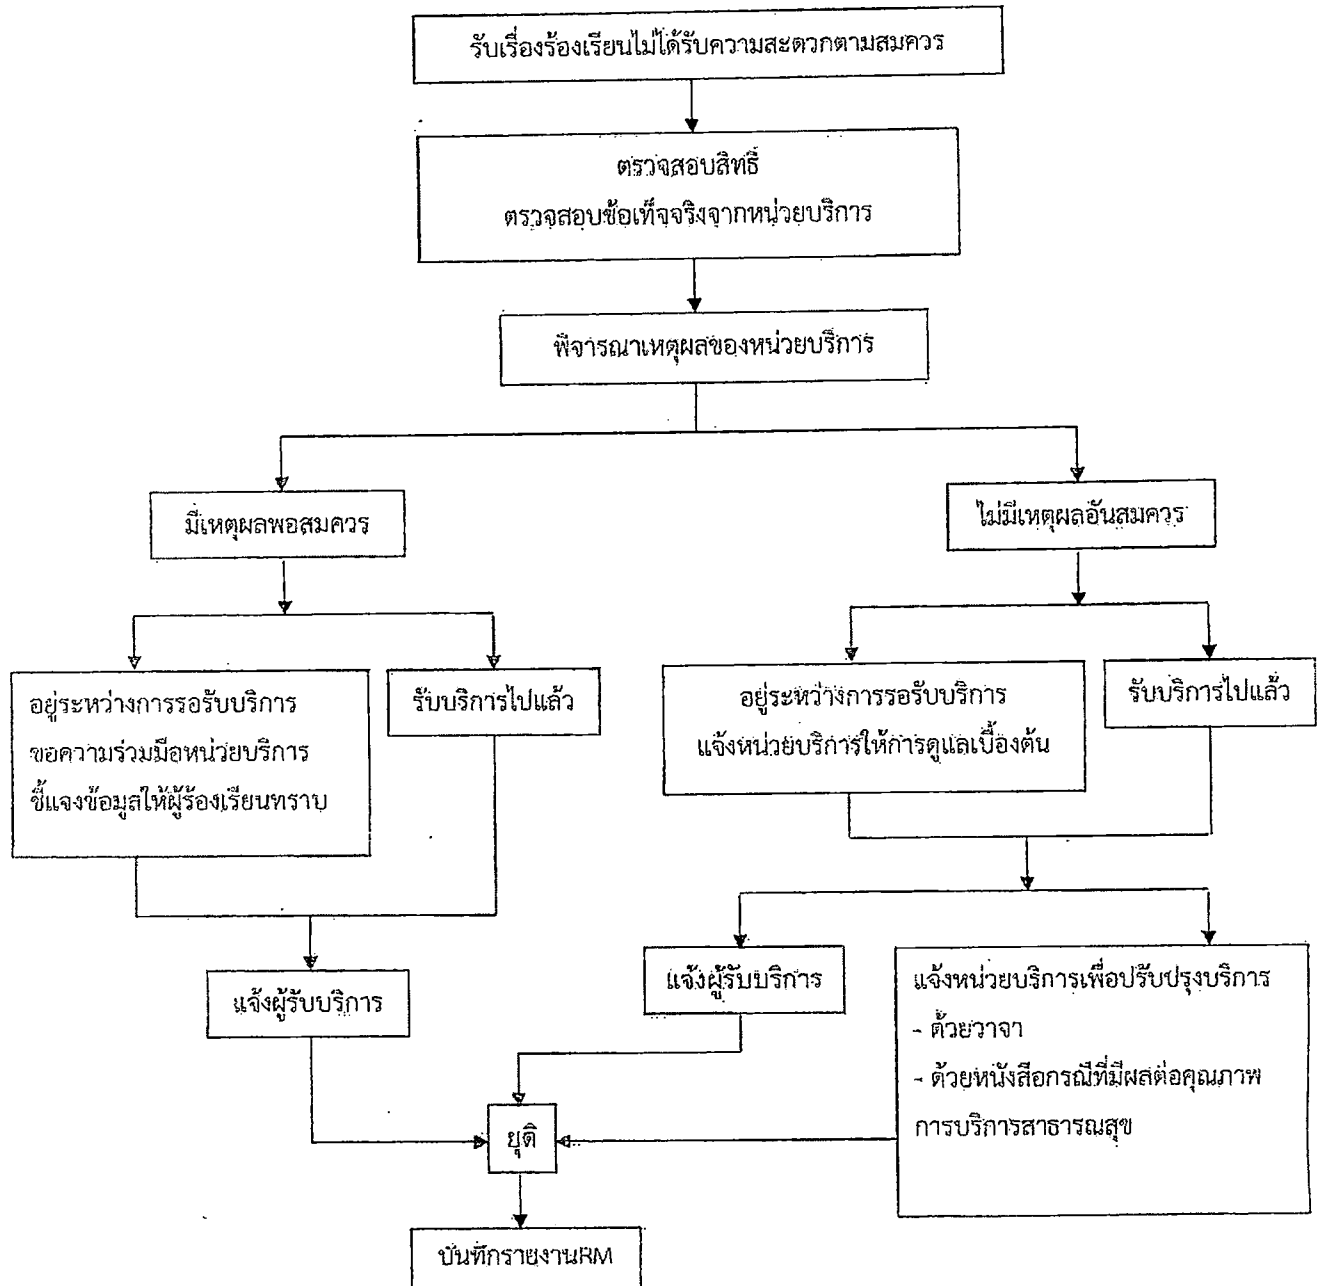 รับเรื่องร้องเรียนไม่ได้รับความสะดวกตามสมควร
ตรวจสอบสิทธิ์
ตรวจสอบข้อเท็จจริงจากหน่วยบริการ
พิจารณาเหตุผลของหน่วยบริการ
มีเหตุผลพอสมควร
ไม่มีเหตุผลอันสมควร
อยู่ระหว่างการรอรับบริการ
ขอความร่วมมือหน่วยบริการ
ชี้แจงข้อมูลให้ผู้ร้องเรียนทราบ
รับบริการไปแล้ว
อยู่ระหว่างการรอรับบริการ
แจ้งหน่วยบริการให้การดูแลเบื้องต้น
รับบริการไปแล้ว
แจ้งผู้รับบริการ
แจ้งผู้รับบริการ
แจ้งหน่วยบริการเพื่อปรับปรุงบริการ
- ด้วยวาจา
- ด้วยหนังสือกรณีที่มีผลต่อคุณภาพ
การบริการสาธารณสุข
ยุติ
บันทึกรายงานRM